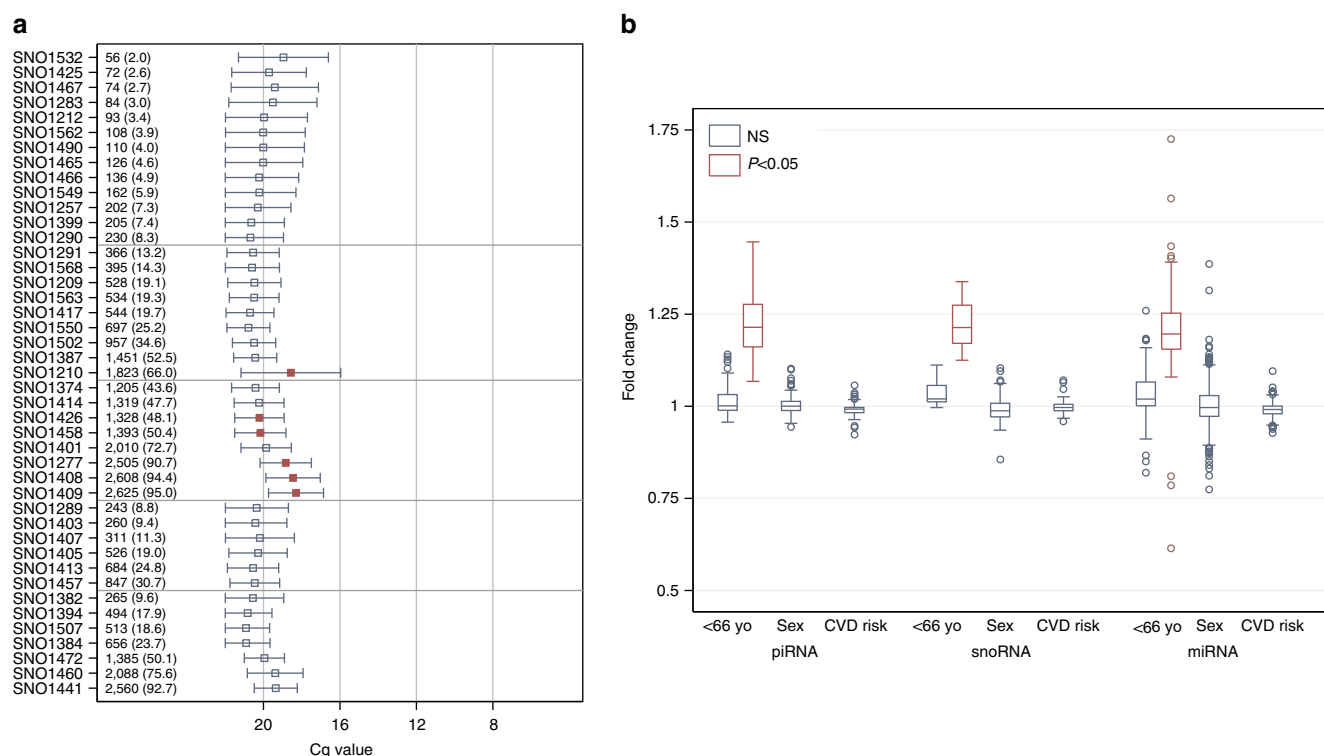 a
SNO1532 56 (2.0)
SNO1425 72 (2.6)
SNO1467 74 (2.7)
SNO1283 84 (3.0)
SNO1212 93 (3.4)
SNO1562 108 (3.9)
SNO1490 110 (4.0)
SNO1465 126 (4.6)
SNO1466 136 (4.9)
SNO1549 162 (5.9)
SNO1257 202 (7.3)
SNO1399 205 (7.4)
SNO1290 230 (8.3)
SNO1291 366 (13.2)
SNO1568 395 (14.3)
SNO1209 528 (19.1)
SNO1563 534 (19.3)
SNO1417 544 (19.7)
SNO1550 697 (25.2)
SNO1502 957 (34.6)
SNO1387 1,451 (52.5)
SNO1210 1,823 (66.0)
SNO1374 1,205 (43.6)
SNO1414 1,319 (47.7)
SNO1426 1,328 (48.1)
SNO1458 1,393 (50.4)
SNO1401 2,010 (72.7)
SNO1277 2,505 (90.7)
SNO1408 2,608 (94.4)
SNO1409 2,625 (95.0)
SNO1289 243 (8.8)
SNO1403 260 (9.4)
SNO1407 311 (11.3)
SNO1405 526 (19.0)
SNO1413 684 (24.8)
SNO1457 847 (30.7)
SNO1382 265 (9.6)
SNO1394 494 (17.9)
SNO1507 513 (18.6)
SNO1384 656 (23.7)
SNO1472 1,385 (50.1)
SNO1460 2,088 (75.6)
SNO1441 2,560 (92.7)
20 16 12 8
Cq value
b
NS
P<0.05
1.75
1.5
1.25
1
0.75
0.5
Fold change
<66 yo Sex CVD risk <66 yo Sex CVD risk <66 yo Sex CVD risk
piRNA snoRNA miRNA